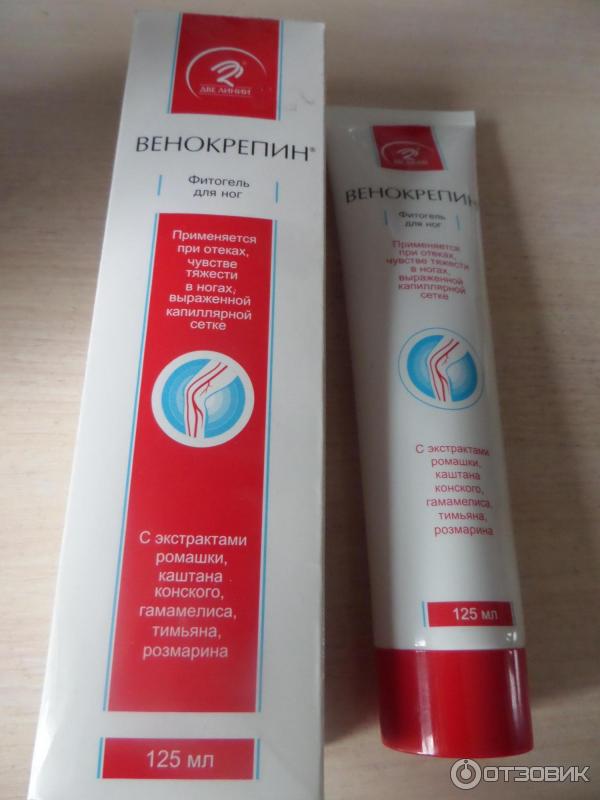 ДВЕ ЛИНИИ
ВЕНОКРЕПИН®
Фитогель
для ног
Применяется
при отеках,
чувстве
тяжести
в ногах,
выраженной
капиллярной
сетке
С экстрактами
ромашки,
каштана
конского,
гамамелиса,
тимьяна,
розмарина
125 мл
ДВЕ ЛИНИИ
ВЕНОКРЕПИН®
Фитогель
для ног
Применяется
при отеках,
чувстве тяжести
в ногах,
выраженной
капиллярной
сетке
С экстрактами
ромашки,
каштана
конского,
гамамелиса,
тимьяна,
розмарина
125 мл
ОТЗОВИК